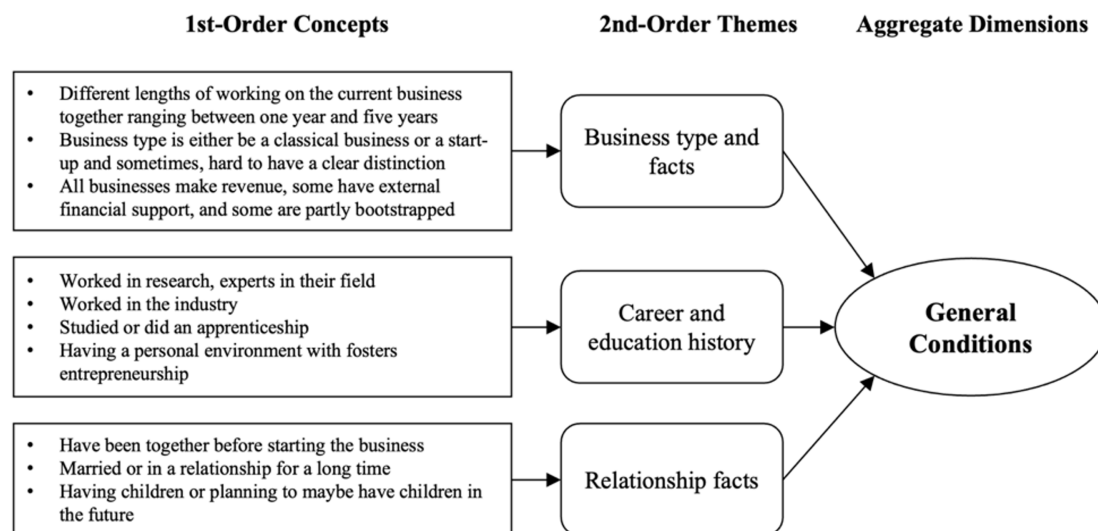 1st-Order Concepts
2nd-Order Themes
Aggregate Dimensions
• Different lengths of working on the current business
together ranging between one year and five years
• Business type is either be a classical business or a start-
up and sometimes, hard to have a clear distinction
• All businesses make revenue, some have external
financial support, and some are partly bootstrapped
Business type and
facts
• Worked in research, experts in their field
• Worked in the industry
• Studied or did an apprenticeship
• Having a personal environment with fosters
entrepreneurship
Career and
education history
General
Conditions
• Have been together before starting the business
• Married or in a relationship for a long time
• Having children or planning to maybe have children in
the future
Relationship facts